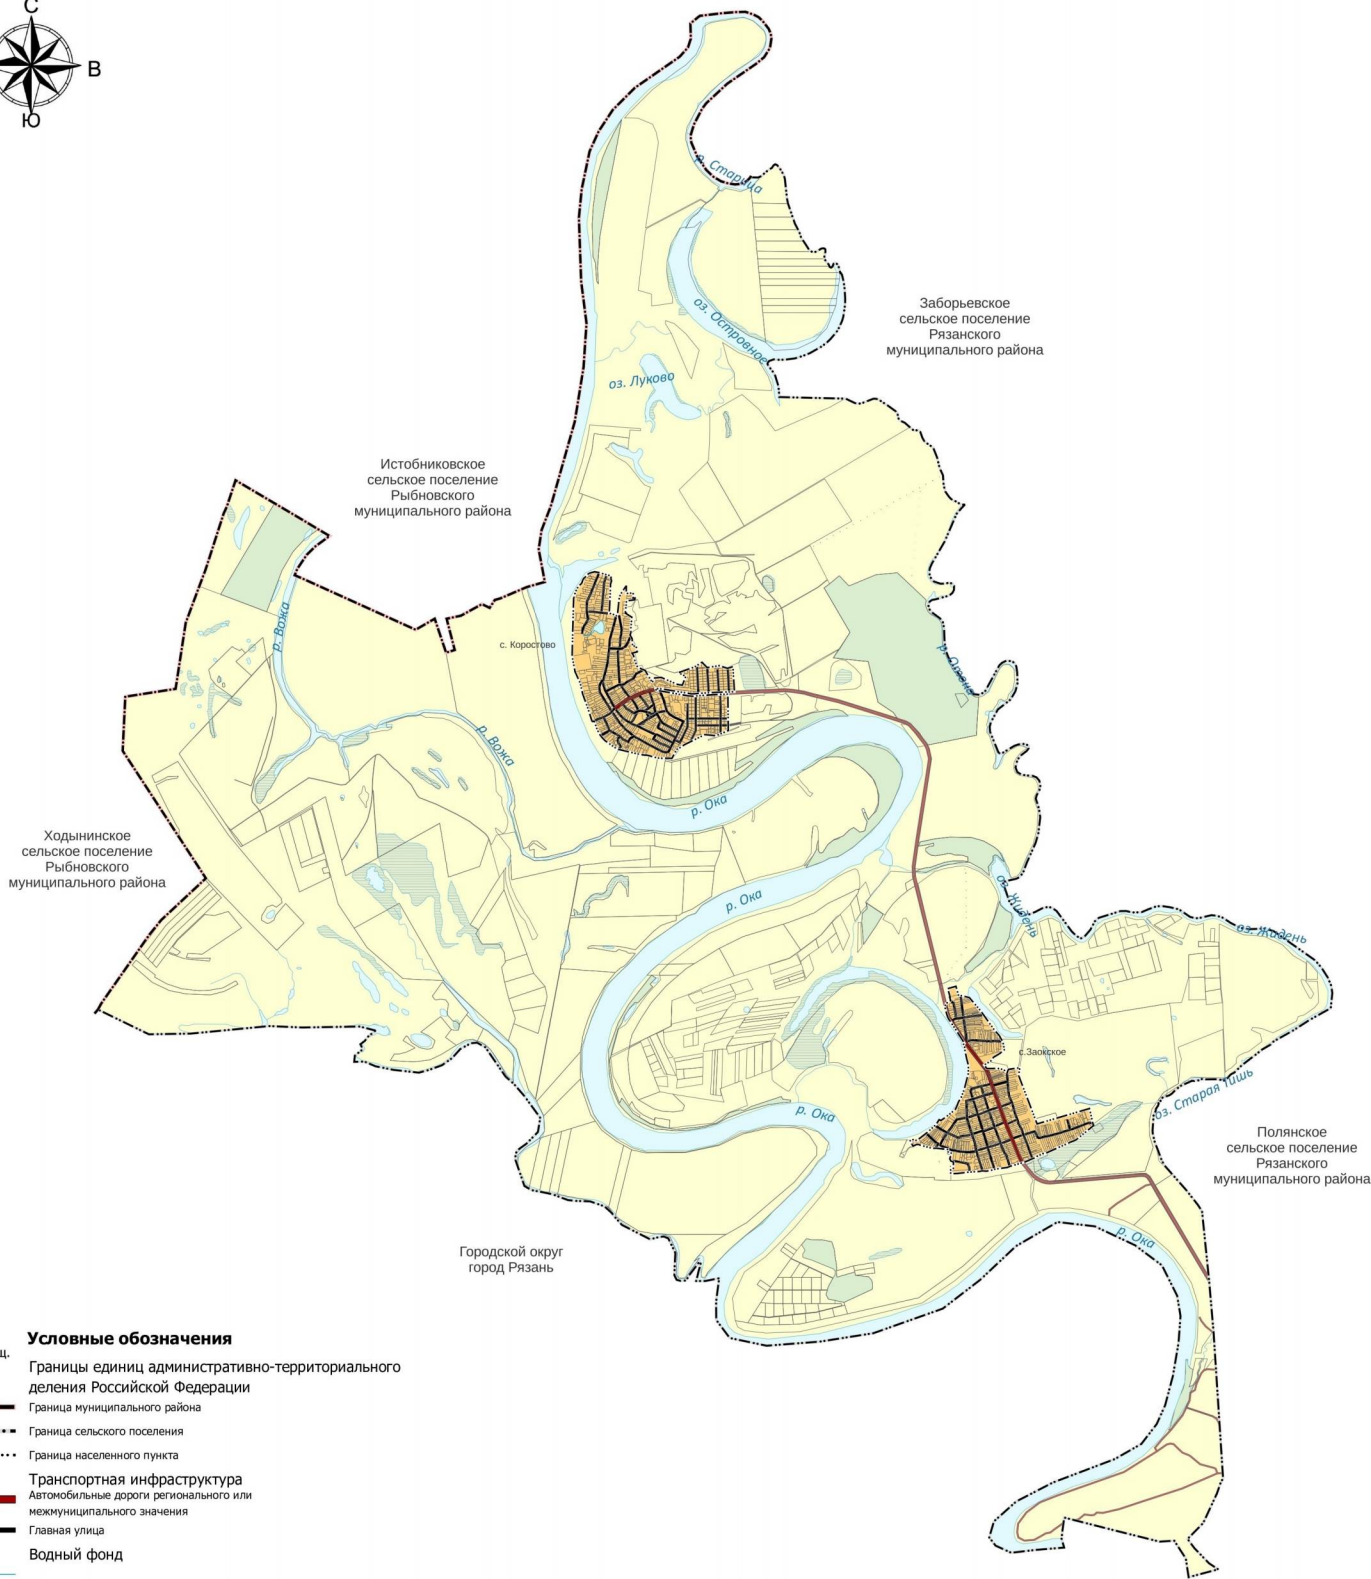 С
В
Ю
р. Старица
оз. Островное
Заборьевское
сельское поселение
Рязанского
муниципального района
оз. Луково
Истобниковское
сельское поселение
Рыбновского
муниципального района
р. Вожа
с. Коростово
р. Вожа
р. Ока
Ходынинское
сельское поселение
Рыбновского
муниципального района
р. Ока
оз. Жидень
оз. Жидень
с.Заокское
оз. Старая Тишь
р. Ока
Полянское
сельское поселение
Рязанского
муниципального района
р. Ока
Городской округ
город Рязань
Условные обозначения
щ.
Границы единиц административно-территориального
деления Российской Федерации
Граница муниципального района
Граница сельского поселения
Граница населенного пункта
Транспортная инфраструктура
Автомобильные дороги регионального или
межмуниципального значения
Главная улица
Водный фонд